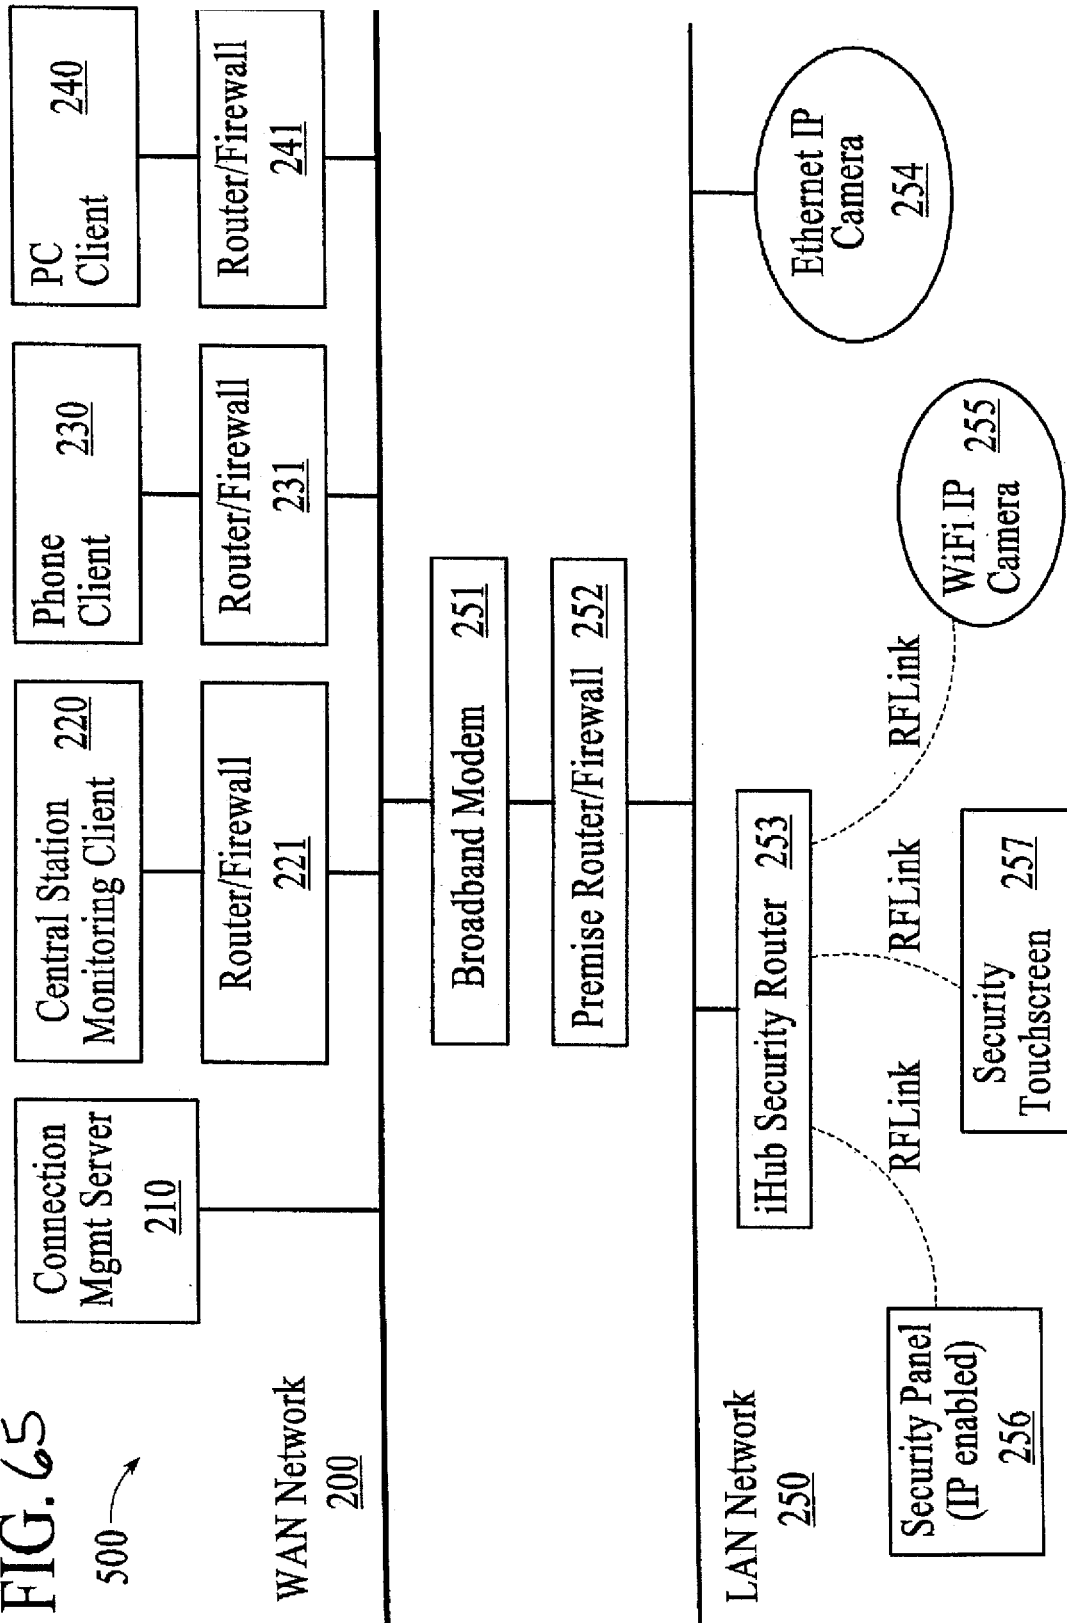 FIG. 65
500
Connection
Mgmt Server
210
Central Station
Monitoring Client
220
Phone
Client
230
PC
Client
240
Router/Firewall
221
Router/Firewall
231
Router/Firewall
241
WAN Network
200
Broadband Modem 251
Premise Router/Firewall 252
LAN Network
250
iHub Security Router 253
RFLink
RFLink
RFLink
Security Panel
(IP enabled)
256
Security
Touchscreen
257
WiFi IP
Camera
255
Ethernet IP
Camera
254